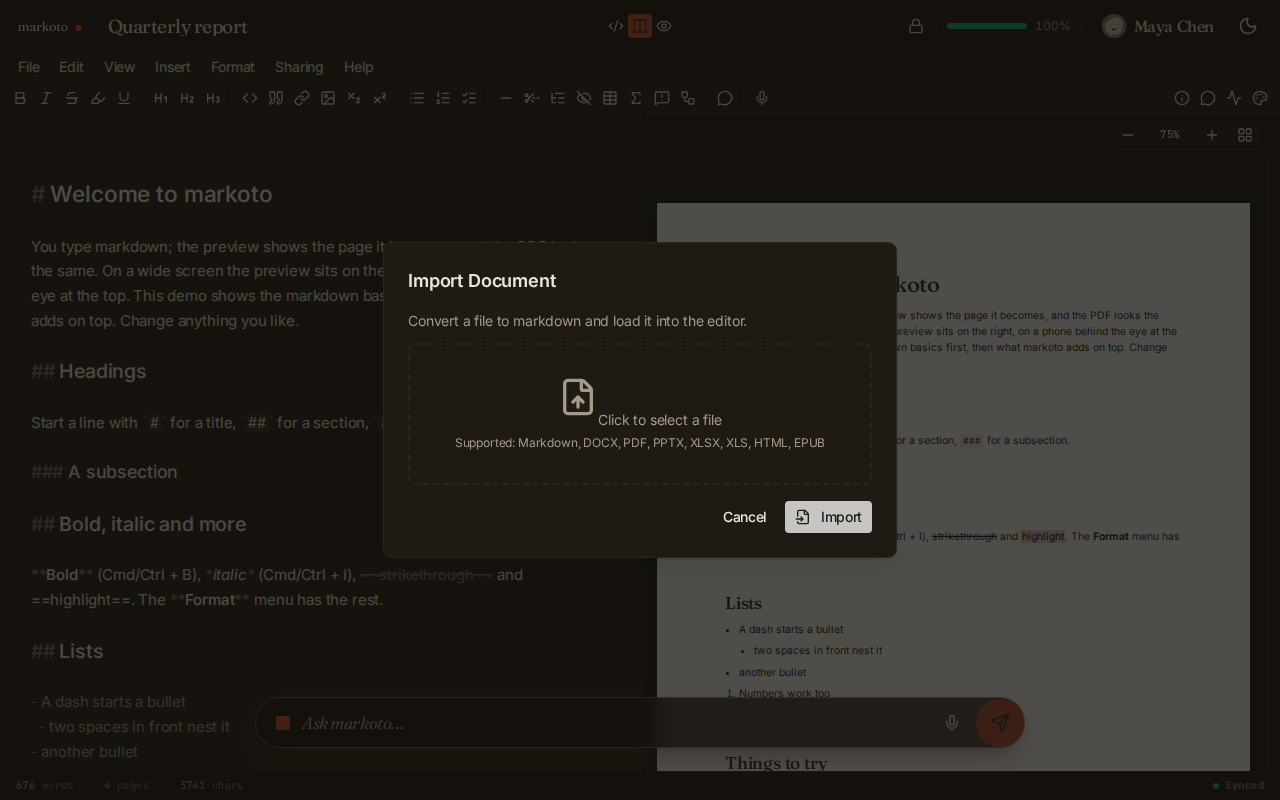 markoto
Quarterly report
100%
Maya Chen
File Edit View Insert Format Sharing Help
H1 H2 H3
75%
# Welcome to markoto
You type markdown; the preview shows the page it
the same. On a wide screen the preview sits on the
eye at the top. This demo shows the markdown bas
adds on top. Change anything you like.
## Headings
Start a line with `#` for a title, `##` for a section, `
### A subsection
## Bold, italic and more
**Bold** (Cmd/Ctrl + B), *italic* (Cmd/Ctrl + I), ~~strikethrough~~ and
==highlight==. The **Format** menu has the rest.
## Lists
- A dash starts a bullet
- two spaces in front nest it
- another bullet
Import Document
Convert a file to markdown and load it into the editor.
Click to select a file
Supported: Markdown, DOCX, PDF, PPTX, XLSX, XLS, HTML, EPUB
Cancel
Import
koto
w shows the page it becomes, and the PDF looks the
preview sits on the right, on a phone behind the eye at the
n basics first, then what markoto adds on top. Change
or a section, ### for a subsection.
trl + I), strikethrough and highlight. The Format menu has
Lists
• A dash starts a bullet
• two spaces in front nest it
• another bullet
1. Numbers work too
Things to try
Ask markoto...
676 words · 4 pages · 3741 chars
Synced